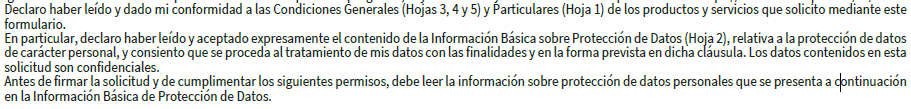 Declaro haber leído y dado mi conformidad a las Condiciones Generales (Hojas 3, 4 y 5) y Particulares (Hoja 1) de los productos y servicios que solicito mediante este
formulario.
En particular, declaro haber leído y aceptado expresamente el contenido de la Información Básica sobre Protección de Datos (Hoja 2), relativa a la protección de datos
de carácter personal, y consiento que se proceda al tratamiento de mis datos con las finalidades y en la forma prevista en dicha cláusula. Los datos contenidos en esta
solicitud son confidenciales.
Antes de firmar la solicitud y de cumplimentar los siguientes permisos, debe leer la información sobre protección de datos personales que se presenta a continuación
en la Información Básica de Protección de Datos.